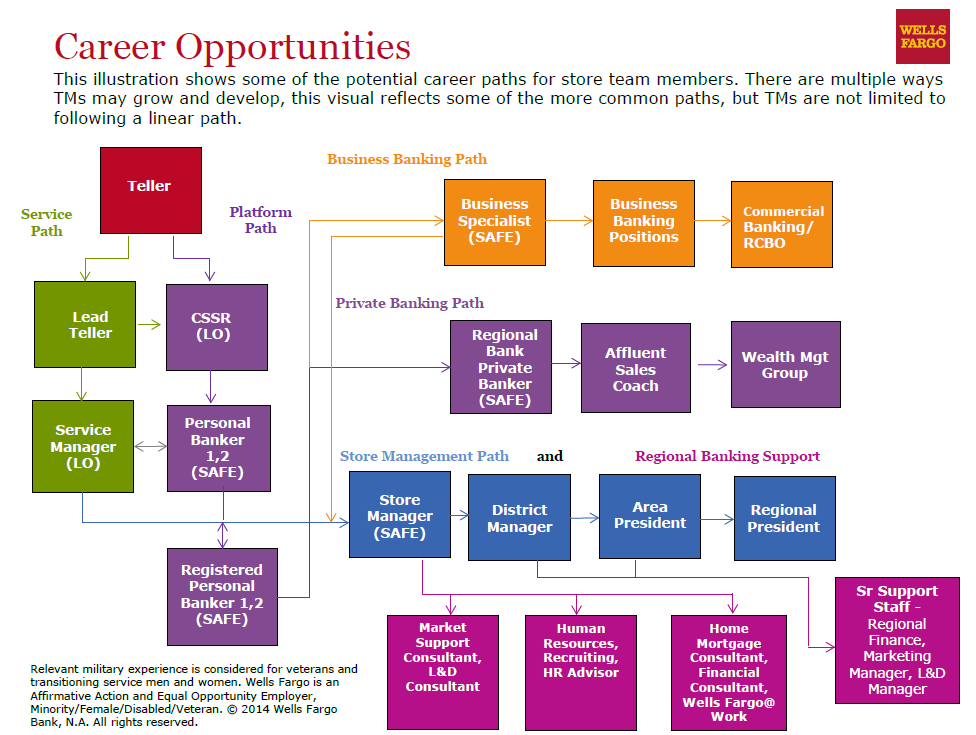 WELLS
FARGO
Career Opportunities
This illustration shows some of the potential career paths for store team members. There are multiple ways
TMs may grow and develop, this visual reflects some of the more common paths, but TMs are not limited to
following a linear path.
Teller
Service
Path
Platform
Path
Lead
Teller
CSSR
(LO)
Service
Manager
(LO)
Personal
Banker
1,2
(SAFE)
Registered
Personal
Banker 1,2
(SAFE)
Business Banking Path
Business
Specialist
(SAFE)
Business
Banking
Positions
Commercial
Banking/
RCBO
Private Banking Path
Regional
Bank
Private
Banker
(SAFE)
Affluent
Sales
Coach
Wealth Mgt
Group
Store Management Path and Regional Banking Support
Store
Manager
(SAFE)
District
Manager
Area
President
Regional
President
Market
Support
Consultant,
L&D
Consultant
Human
Resources,
Recruiting,
HR Advisor
Home
Mortgage
Consultant,
Financial
Consultant,
Wells Fargo@
Work
Sr Support
Staff –
Regional
Finance,
Marketing
Manager, L&D
Manager
Relevant military experience is considered for veterans and
transitioning service men and women. Wells Fargo is an
Affirmative Action and Equal Opportunity Employer,
Minority/Female/Disabled/Veteran. © 2014 Wells Fargo
Bank, N.A. All rights reserved.